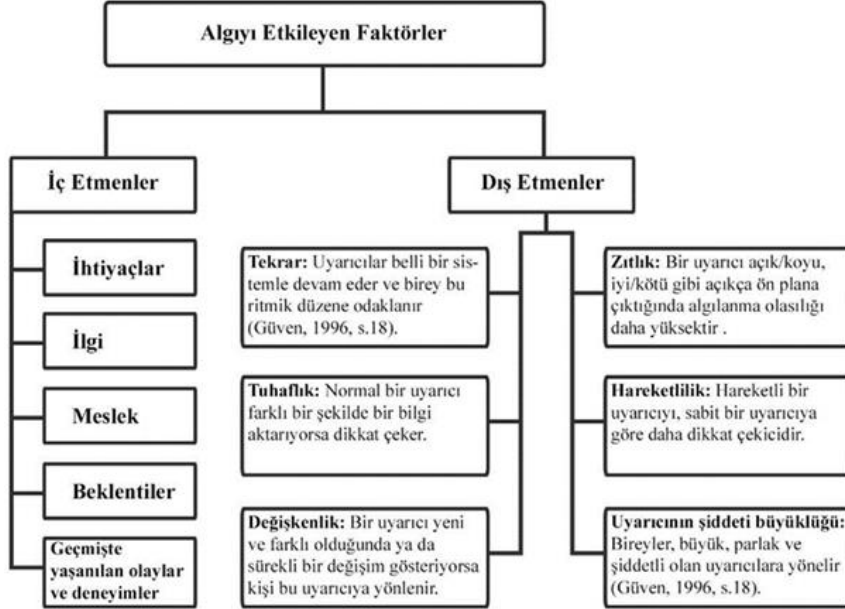 Algıyı Etkileyen Faktörler
İç Etmenler
İhtiyaçlar
İlgi
Meslek
Beklentiler
Geçmişte
yaşanılan olaylar
ve deneyimler
Dış Etmenler
Tekrar: Uyarıcılar belli bir sis-
temle devam eder ve birey bu
ritmik düzene odaklanır
(Güven, 1996, s.18).
Tuhaflık: Normal bir uyarıcı
farklı bir şekilde bir bilgi
aktarıyorsa dikkat çeker.
Değişkenlik: Bir uyarıcı yeni
ve farklı olduğunda ya da
sürekli bir değişim gösteriyorsa
kişi bu uyarıcıya yönlenir.
Zıtlık: Bir uyarıcı açık/koyu,
iyi/kötü gibi açıkça ön plana
çıktığında algılanma olasılığı
daha yüksektir .
Hareketlilik: Hareketli bir
uyarıcıyı, sabit bir uyarıcıya
göre daha dikkat çekicidir.
Uyarıcının şiddeti büyüklüğü:
Bireyler, büyük, parlak ve
şiddetli olan uyarıcılara yönelir
(Güven, 1996, s.18).